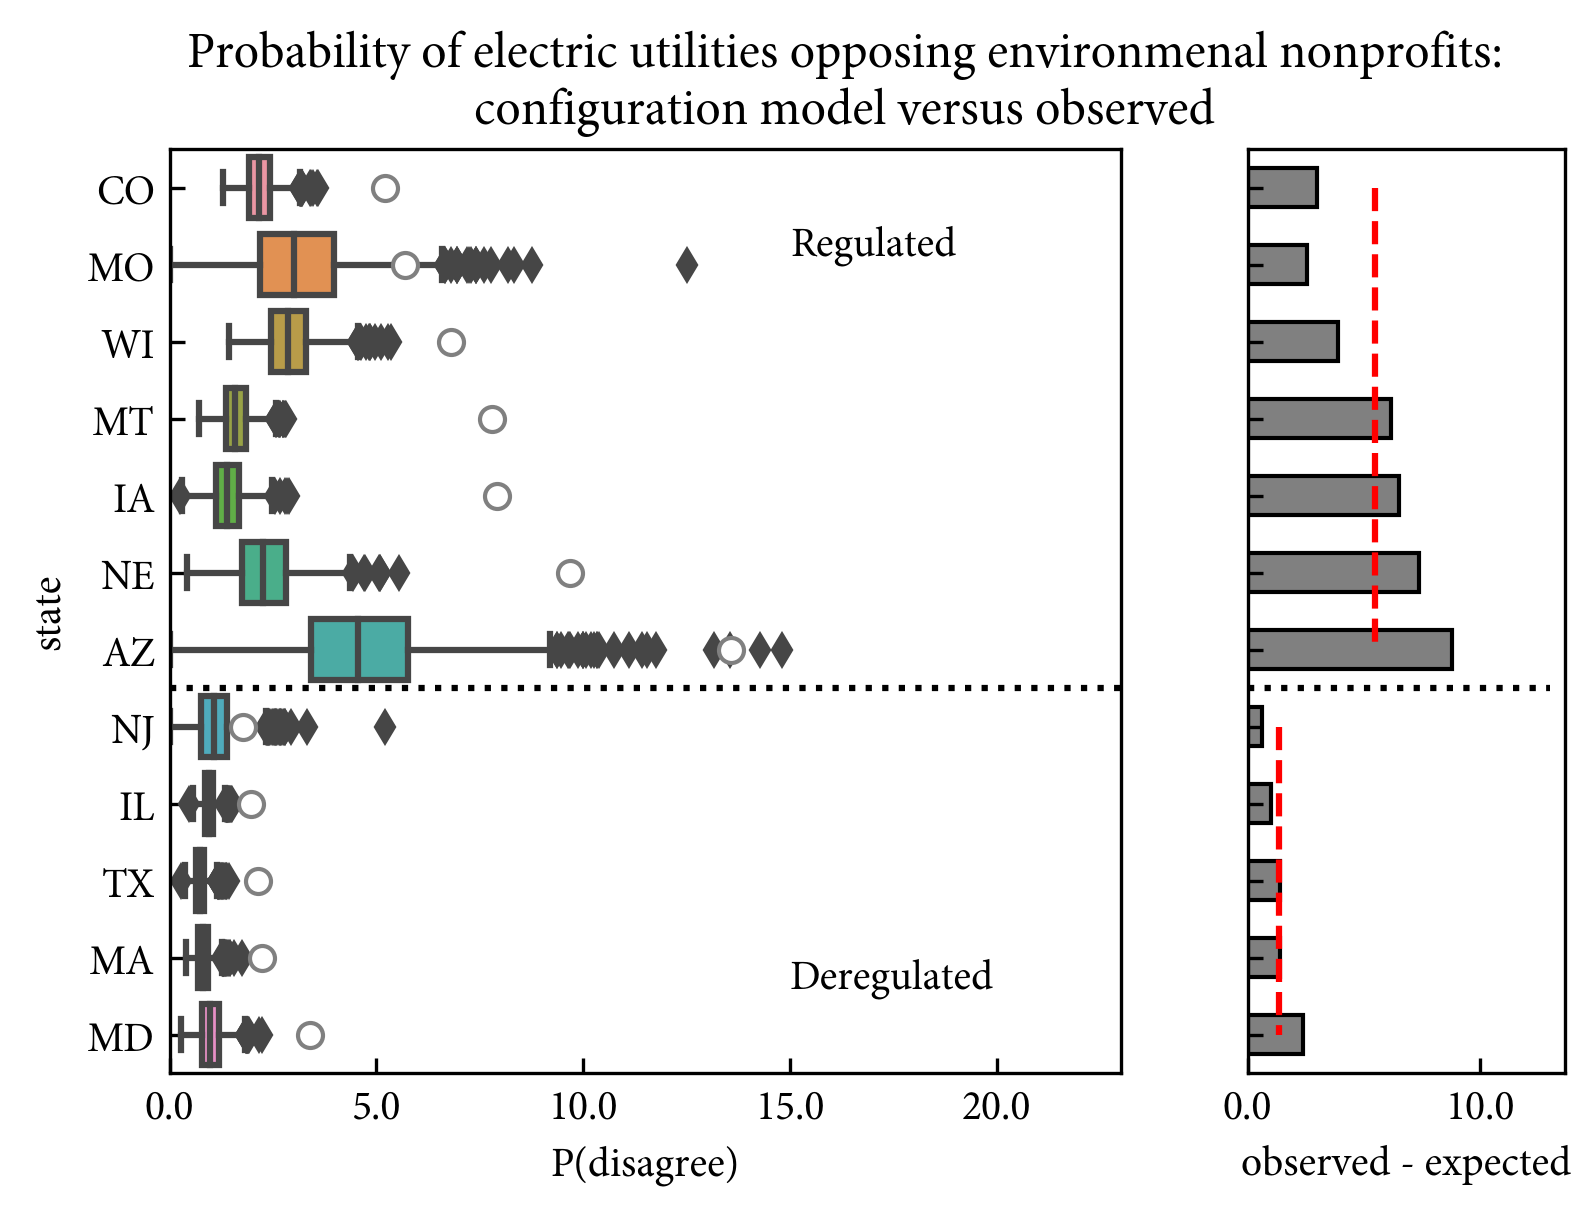 Probability of electric utilities opposing environmenal nonprofits:
configuration model versus observed
state
CO
MO
WI
MT
IA
NE
AZ
NJ
IL
TX
MA
MD
Regulated
Deregulated
0.0 5.0 10.0 15.0 20.0
P(disagree)
0.0 10.0
observed - expected